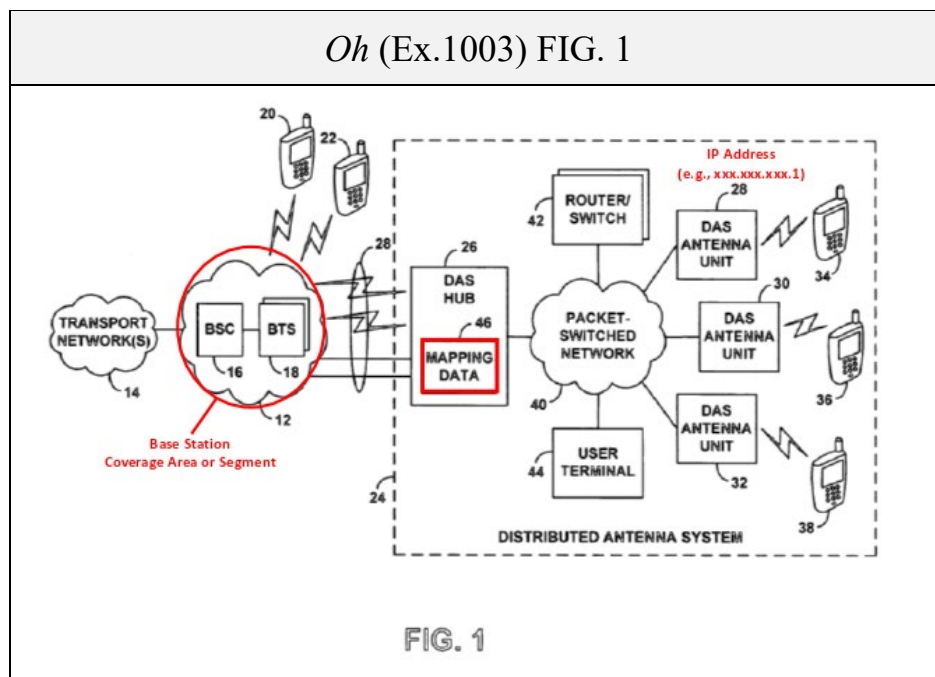 Oh (Ex.1003) FIG. 1
20
22
IP Address
(e.g., xxx.xxx.xxx.1)
28
42
ROUTER/
SWITCH
DAS
ANTENNA
UNIT
34
28
26
DAS
HUB
46
MAPPING
DATA
30
DAS
ANTENNA
UNIT
36
TRANSPORT
NETWORK(S)
14
BSC
16
BTS
18
12
PACKET-
SWITCHED
NETWORK
40
Base Station
Coverage Area or Segment
44
USER
TERMINAL
DAS
ANTENNA
UNIT
32
38
24
DISTRIBUTED ANTENNA SYSTEM
FIG. 1